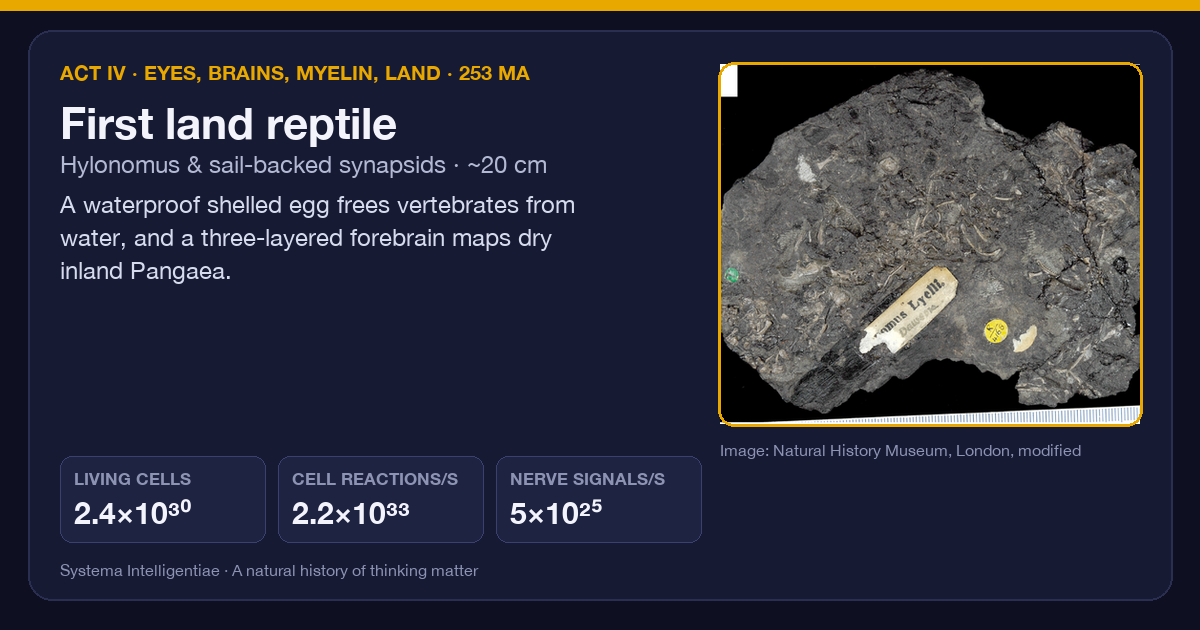 ACT IV · EYES, BRAINS, MYELIN, LAND · 253 MA
First land reptile
Hylonomus & sail-backed synapsids · ~20 cm
A waterproof shelled egg frees vertebrates from
water, and a three-layered forebrain maps dry
inland Pangaea.
omus Lyelli.
LIVING CELLS
2.4×10³⁰
CELL REACTIONS/S
2.2×10³³
NERVE SIGNALS/S
5×10²⁵
Image: Natural History Museum, London, modified
Systema Intelligentiae · A natural history of thinking matter